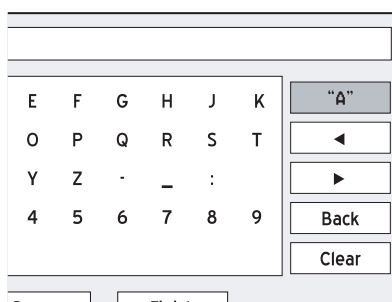 E F G H J K “A”
O P Q R S T ◀
Y Z - _ : ▶
4 5 6 7 8 9 Back
Clear